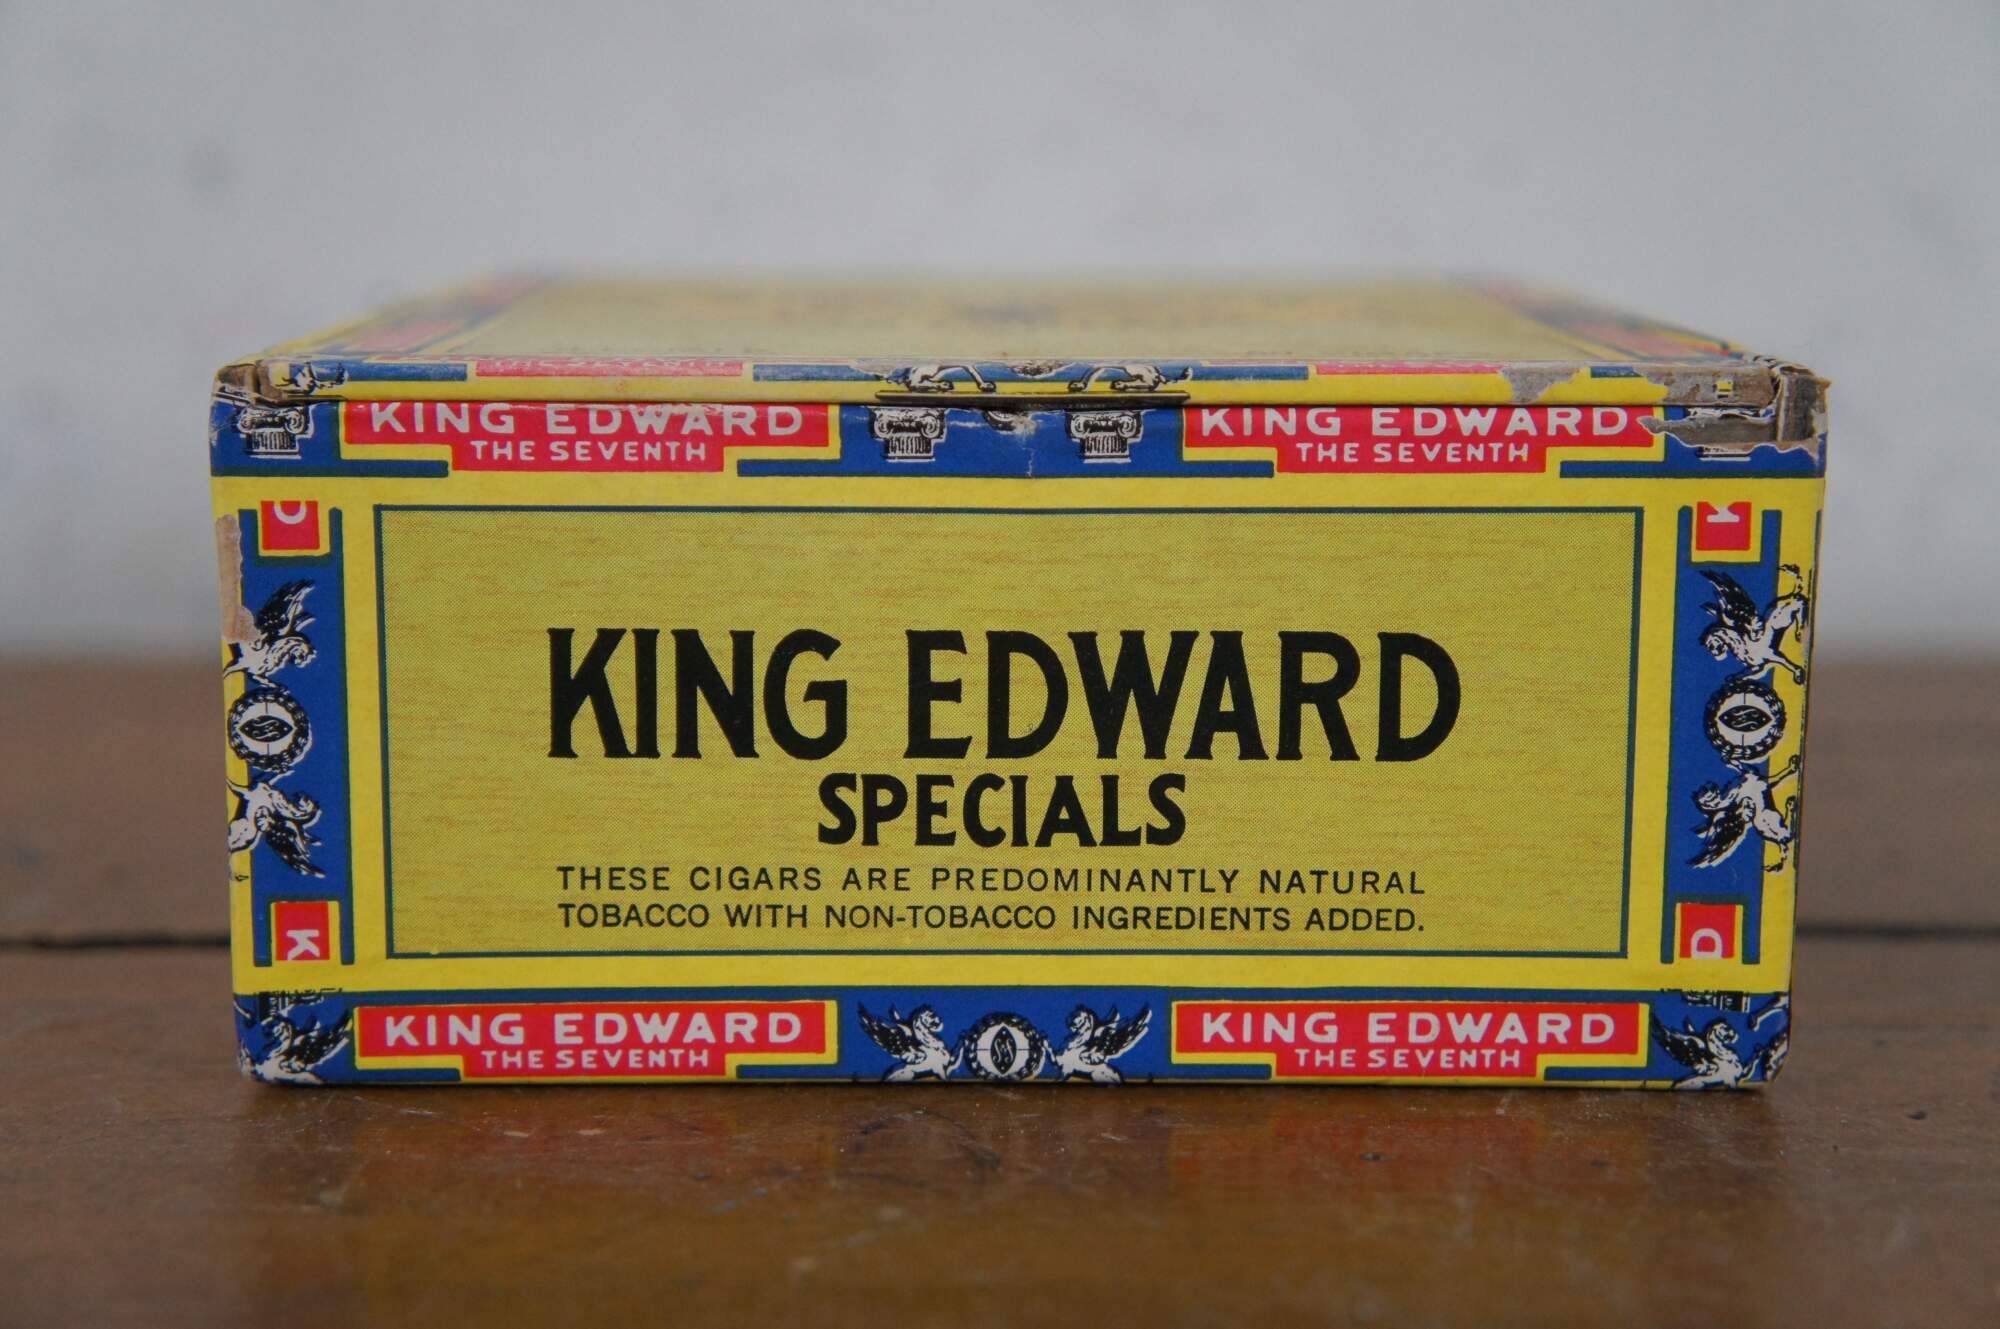 KING EDWARD KING EDWARD
THE SEVENTH THE SEVENTH
D K
KING EDWARD
SPECIALS
THESE CIGARS ARE PREDOMINANTLY NATURAL
TOBACCO WITH NON-TOBACCO INGREDIENTS ADDED.
K D
KING EDWARD KING EDWARD
THE SEVENTH THE SEVENTH